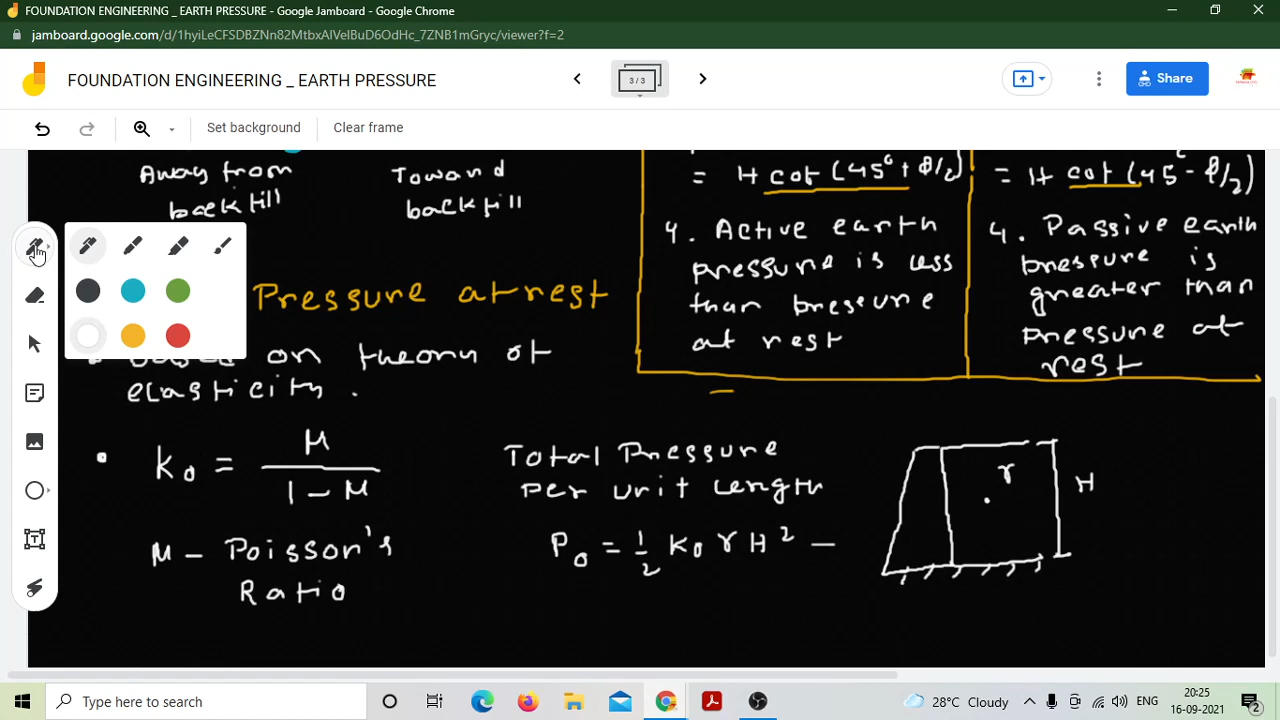 FOUNDATION ENGINEERING _ EARTH PRESSURE - Google Jamboard - Google Chrome
jamboard.google.com/d/1hyiLeCFSDBZNn82MtbxAIVelBuD6OdHc_7ZNB1mGryc/viewer?f=2
FOUNDATION ENGINEERING _ EARTH PRESSURE
3 / 3
Share
Set background
Clear frame
Away from
backfill
Toward
backfill
= H cot (45° + ϕ/2)
4. Active earth
pressure is less
than presure
at rest
= H cot (45° - ϕ/2)
4. Passive earth
pressure is
greater than
pressure at
rest
Pressure at rest
on theory of
elasticity.
K0 = μ / 1 - μ
μ - Poisson's
Ratio
Total Pressure
Per unit Length
P0 = 1/2 K0 γ H² -
γ
H
Type here to search
28°C Cloudy
ENG
20:25
16-09-2021
2